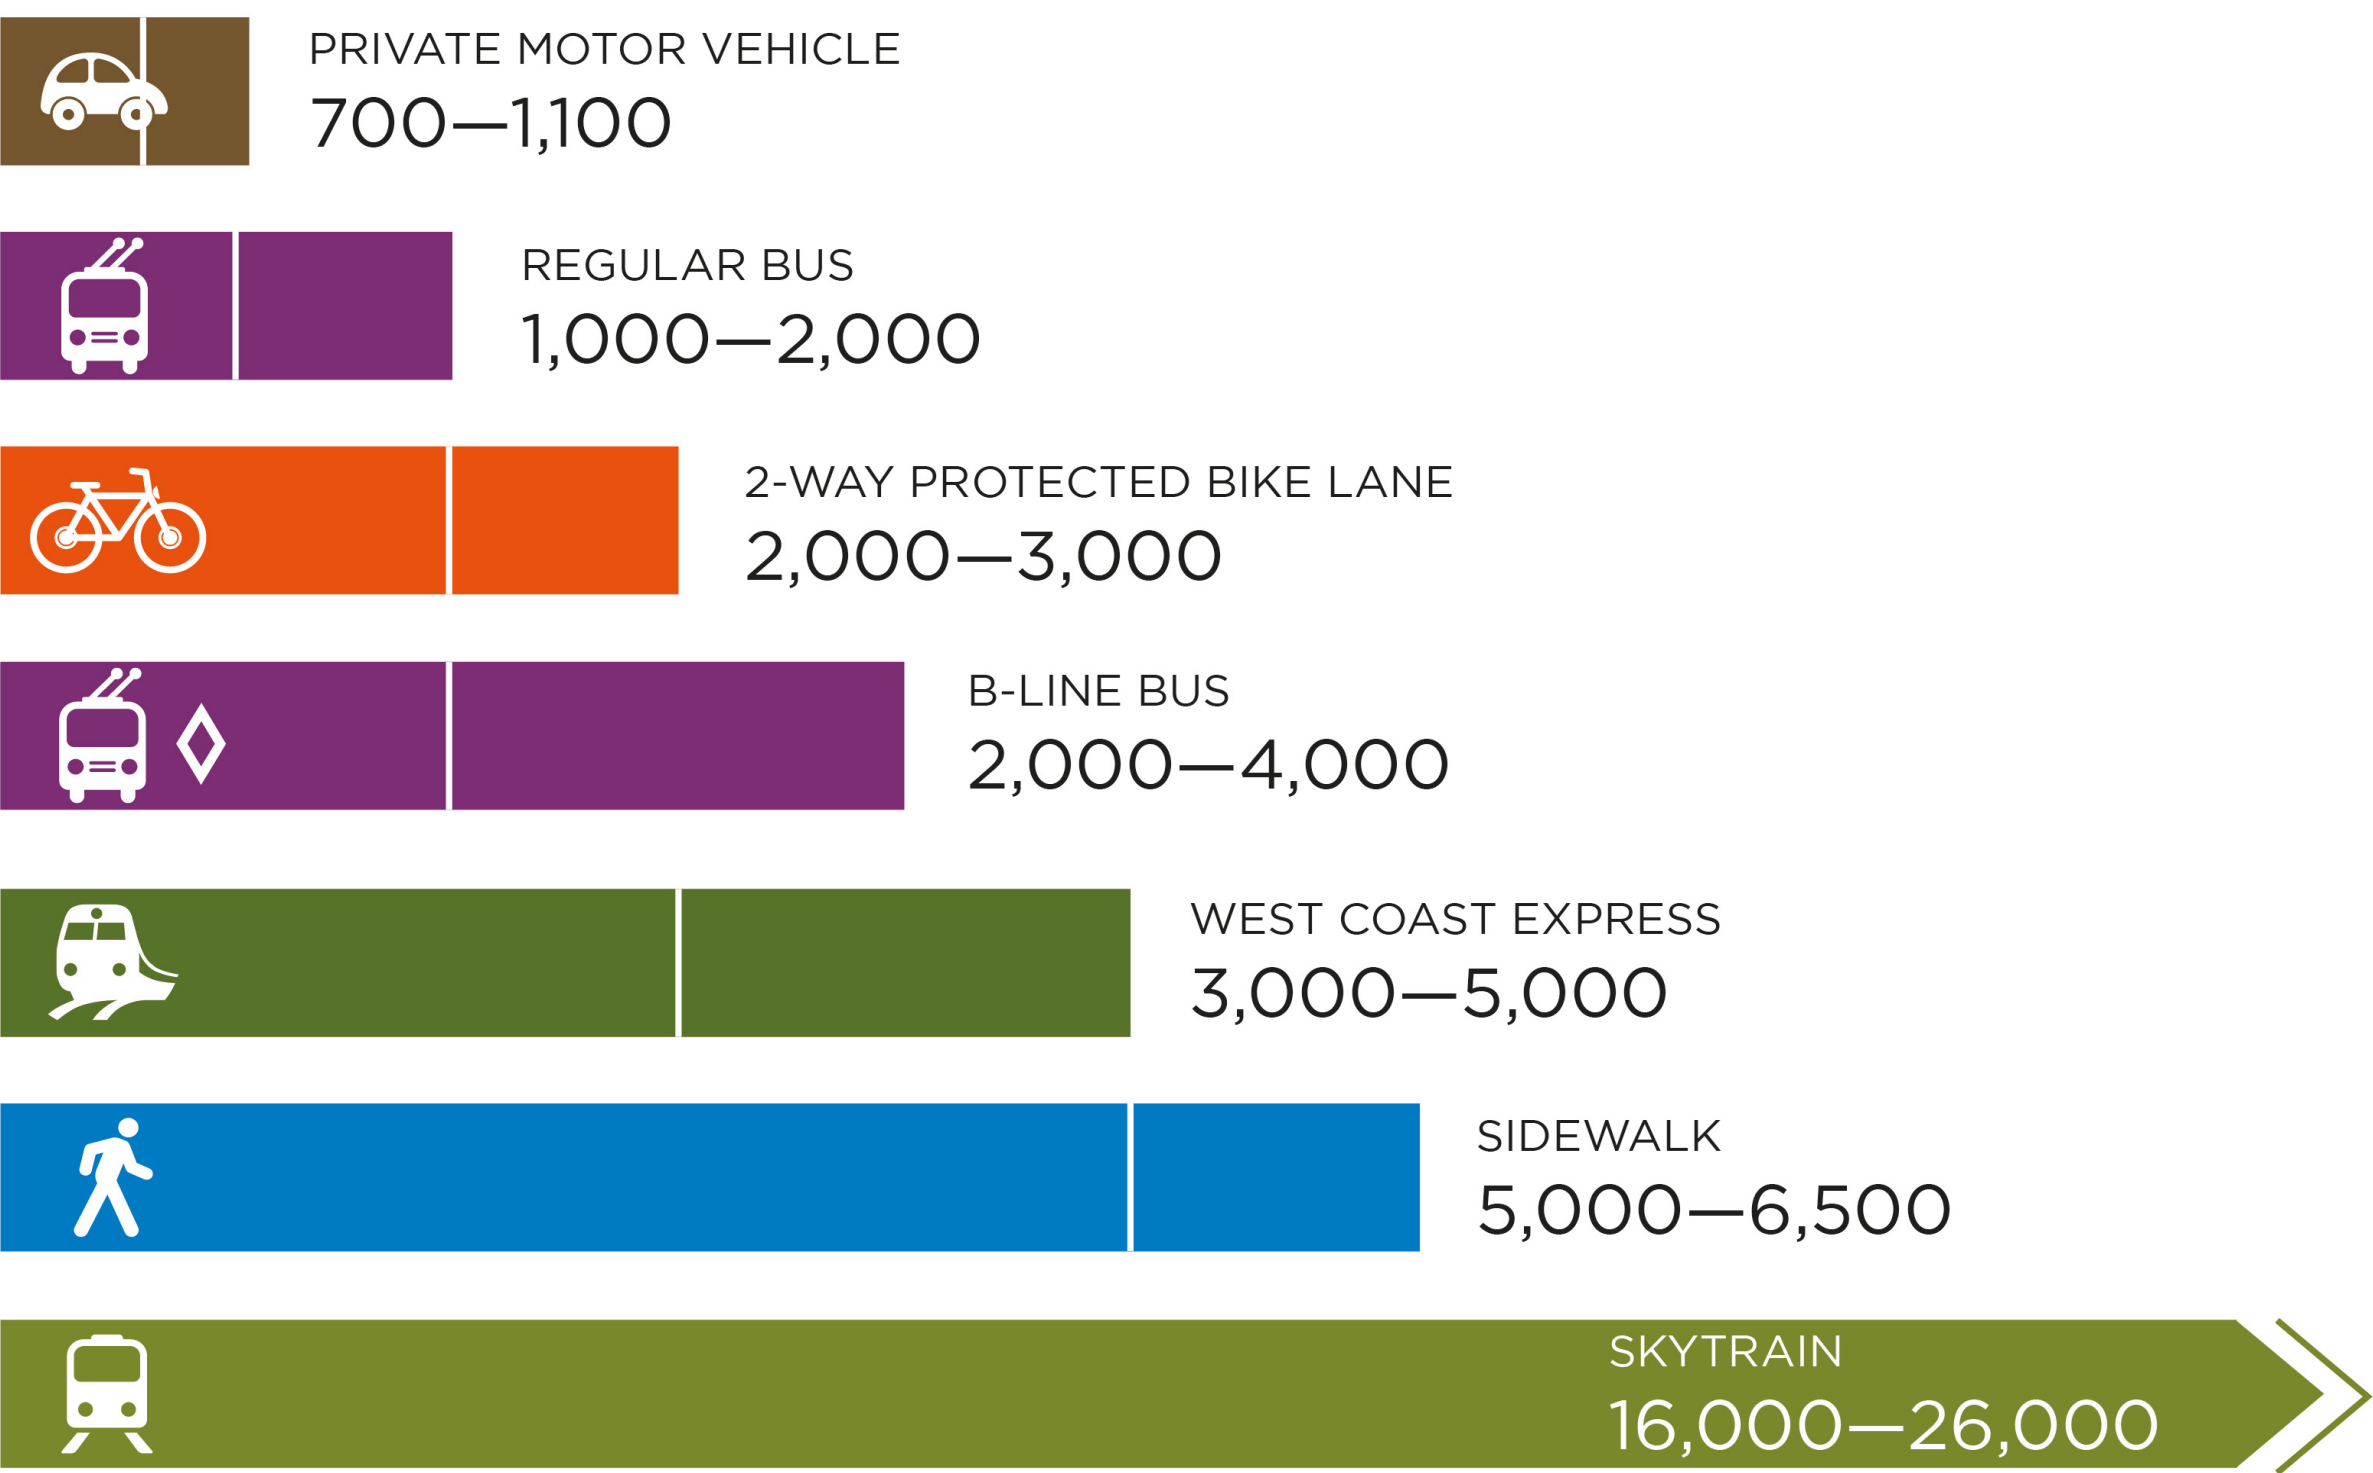 PRIVATE MOTOR VEHICLE
700—1,100
REGULAR BUS
1,000—2,000
2-WAY PROTECTED BIKE LANE
2,000—3,000
B-LINE BUS
2,000—4,000
WEST COAST EXPRESS
3,000—5,000
SIDEWALK
5,000—6,500
SKYTRAIN
16,000—26,000